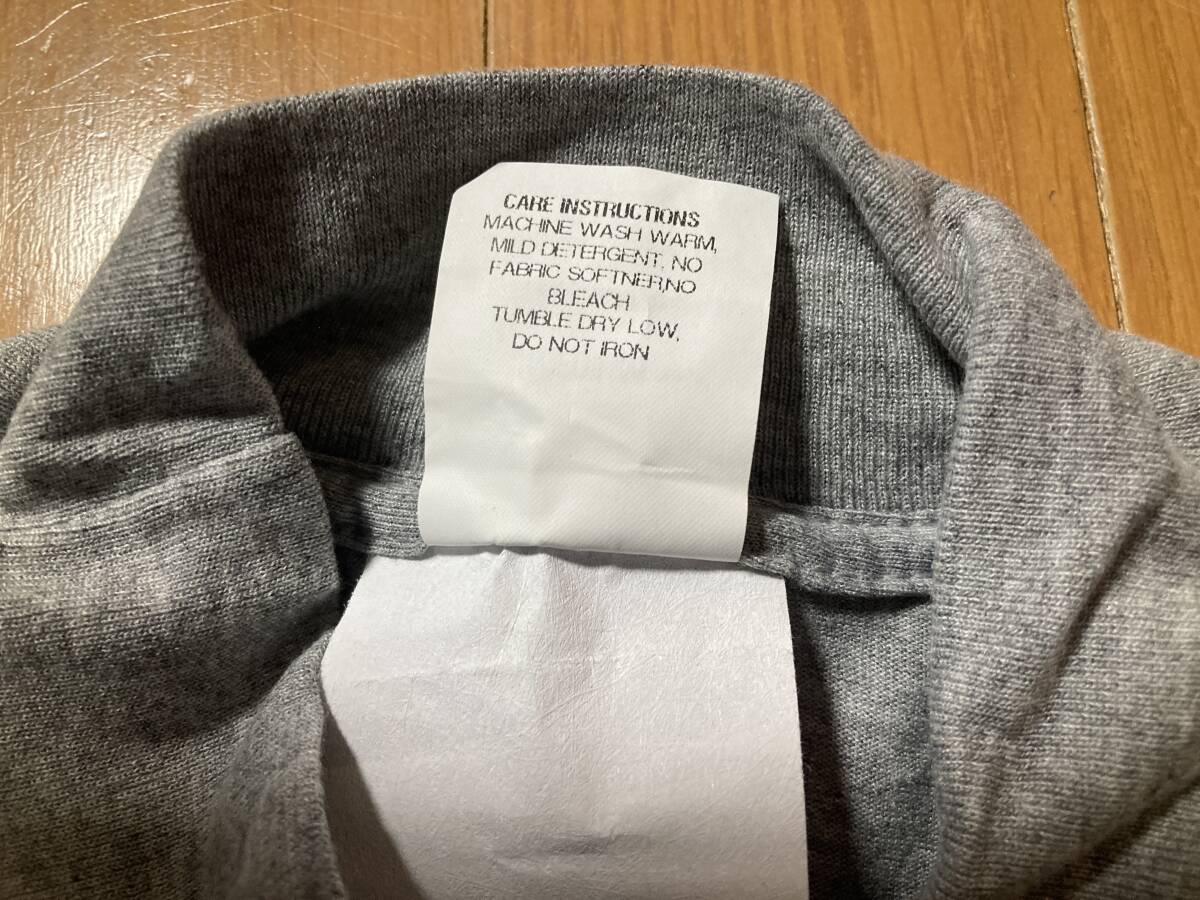 CARE INSTRUCTIONS
MACHINE WASH WARM,
MILD DETERGENT, NO
FABRIC SOFTNER,NO
BLEACH
TUMBLE DRY LOW,
DO NOT IRON